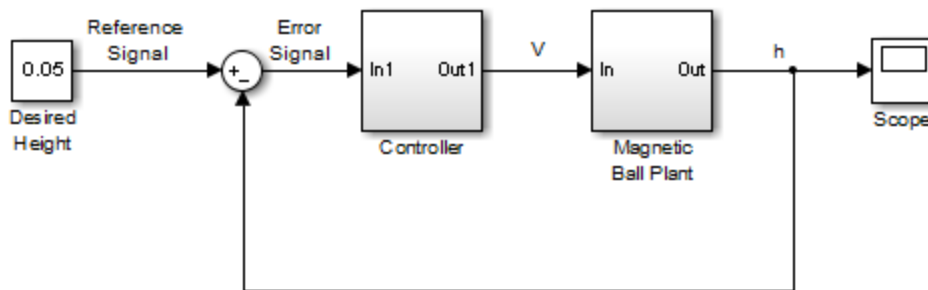 Reference
Signal
Error
Signal
0.05
+
-
In1
Out1
V
In
Out
h
Desired
Height
Controller
Magnetic
Ball Plant
Scope